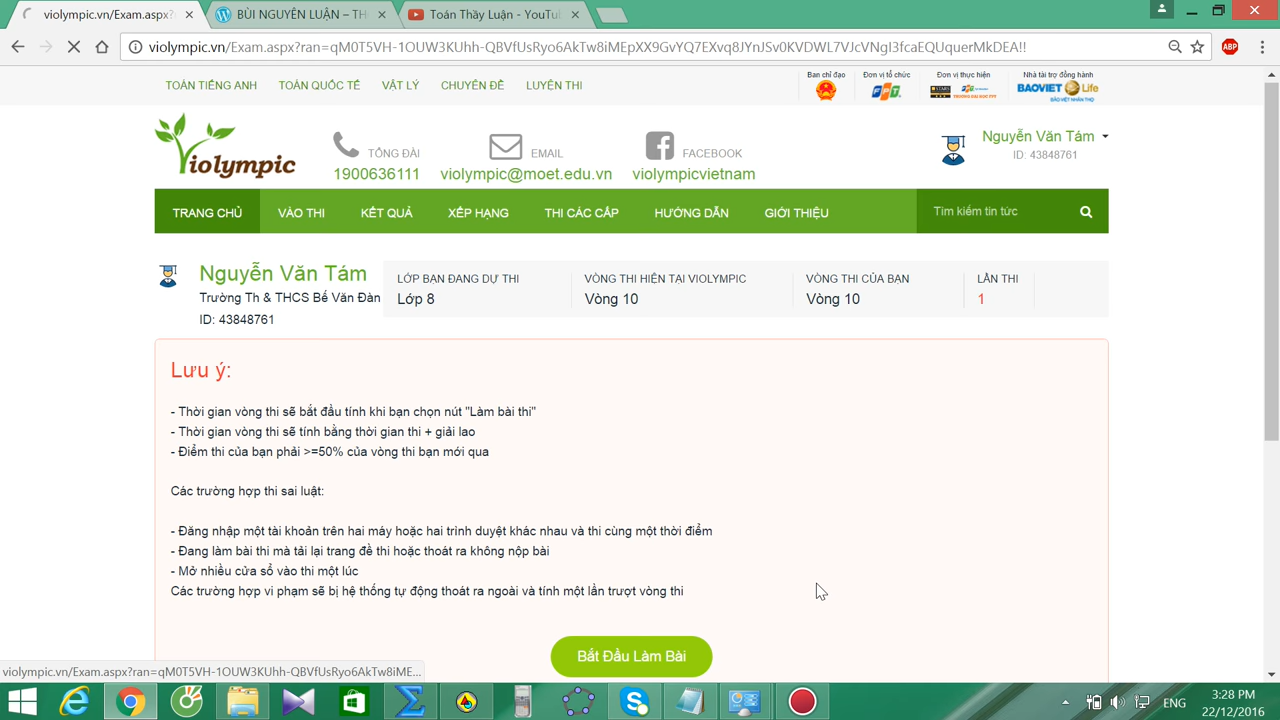 violympic.vn/Exam.aspx?
BÙI NGUYÊN LUẬN – TH
Toán Thầy Luận - YouTu
violympic.vn/Exam.aspx?ran=qM0T5VH-1OUW3KUhh-QBVfUsRyo6AkTw8iMEpXX9GvYQ7EXvq8JYnJSv0KVDWL7VJcVNgI3fcaEQUquerMkDEA!!
ABP
TOÁN TIẾNG ANH TOÁN QUỐC TẾ VẬT LÝ CHUYÊN ĐỀ LUYỆN THI
Ban chỉ đạo Đơn vị tổ chức Đơn vị thực hiện Nhà tài trợ đồng hành
FPT BAOVIET Life
BẢO VIỆT NHÂN THỌ
Violympic
TỔNG ĐÀI EMAIL FACEBOOK
1900636111 violympic@moet.edu.vn violympicvietnam
Nguyễn Văn Tám
ID: 43848761
TRANG CHỦ VÀO THI KẾT QUẢ XẾP HẠNG THI CÁC CẤP HƯỚNG DẪN GIỚI THIỆU Tìm kiếm tin tức
Nguyễn Văn Tám
Trường Th & THCS Bế Văn Đàn
ID: 43848761
LỚP BẠN ĐANG DỰ THI VÒNG THI HIỆN TẠI VIOLYMPIC VÒNG THI CỦA BẠN LẦN THI
Lớp 8 Vòng 10 Vòng 10 1
Lưu ý:
- Thời gian vòng thi sẽ bắt đầu tính khi bạn chọn nút "Làm bài thi"
- Thời gian vòng thi sẽ tính bằng thời gian thi + giải lao
- Điểm thi của bạn phải >=50% của vòng thi bạn mới qua
Các trường hợp thi sai luật:
- Đăng nhập một tài khoản trên hai máy hoặc hai trình duyệt khác nhau và thi cùng một thời điểm
- Đang làm bài thi mà tải lại trang đề thi hoặc thoát ra không nộp bài
- Mở nhiều cửa sổ vào thi một lúc
Các trường hợp vi phạm sẽ bị hệ thống tự động thoát ra ngoài và tính một lần trượt vòng thi
Bắt Đầu Làm Bài
violympic.vn/Exam.aspx?ran=qM0T5VH-1OUW3KUhh-QBVfUsRyo6AkTw8iME...
ENG
3:28 PM
22/12/2016